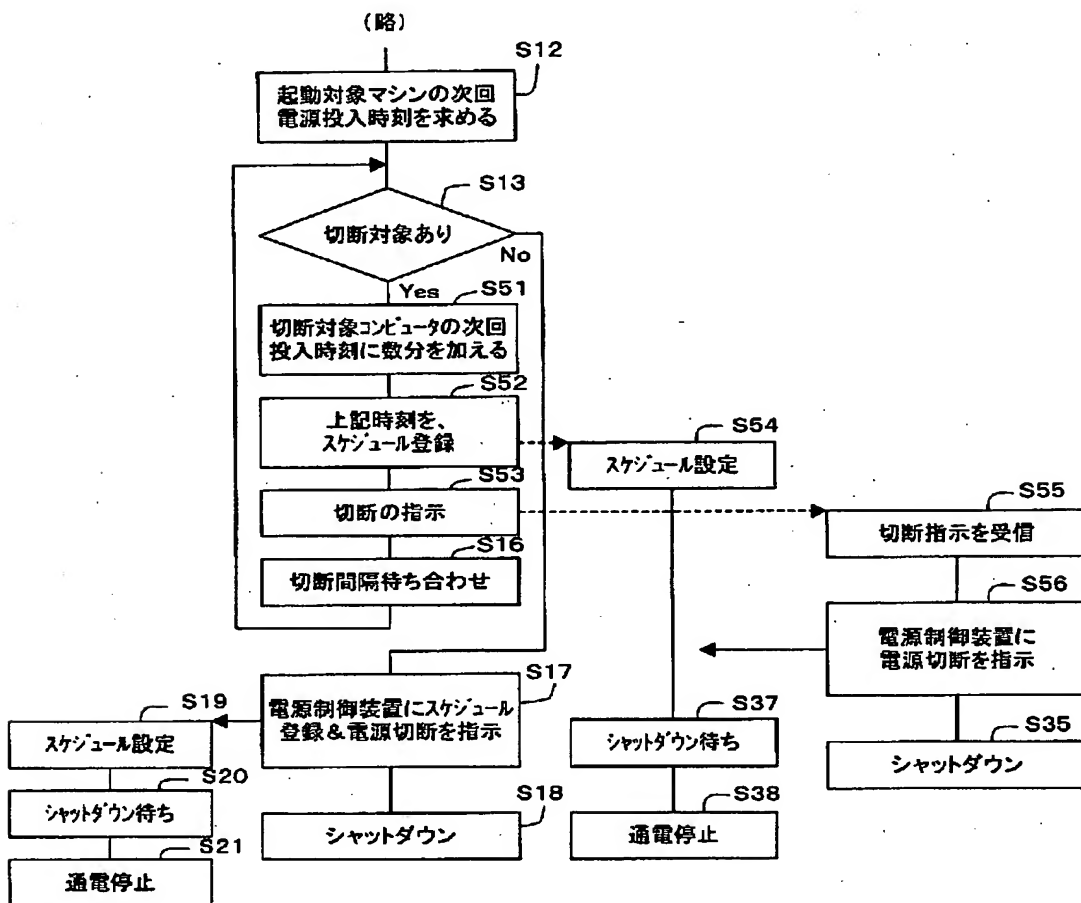 (略)
S12
起動対象マシンの次回
電源投入時刻を求める
S13
切断対象あり
No
Yes
S51
切断対象コンピュータの次回
投入時刻に数分を加える
S52
上記時刻を、
スケジュール登録
S54
スケジュール設定
S53
切断の指示
S55
切断指示を受信
S16
切断間隔待ち合わせ
S56
電源制御装置に
電源切断を指示
S17
電源制御装置にスケジュール
登録&電源切断を指示
S19
スケジュール設定
S37
シャットダウン待ち
S35
シャットダウン
S20
シャットダウン待ち
S18
シャットダウン
S38
通電停止
S21
通電停止